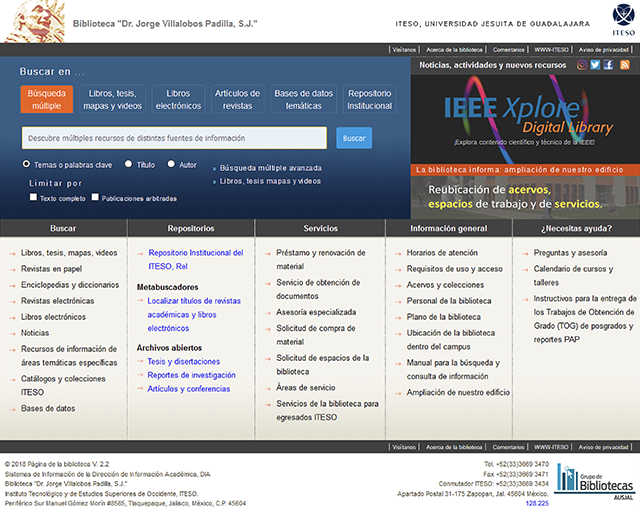 Biblioteca "Dr. Jorge Villalobos Padilla, S.J."
ITESO, UNIVERSIDAD JESUITA DE GUADALAJARA
ITESO
| Visítanos | Acerca de la biblioteca | Comentarios | WWW-ITESO | Aviso de privacidad |
Buscar en ...
Búsqueda múltiple
Libros, tesis, mapas y videos
Libros electrónicos
Artículos de revistas
Bases de datos temáticas
Repositorio Institucional
Descubre múltiples recursos de distintas fuentes de información
Buscar
Temas o palabras clave
Título
Autor
Búsqueda múltiple avanzada
Libros, tesis mapas y videos
Limitar por
Texto completo
Publicaciones arbitradas
Noticias, actividades y nuevos recursos
IEEE Xplore®
Digital Library
¡Explora contenido científico y técnico de la IEEE!
La biblioteca informa: ampliación de nuestro edificio
Reubicación de acervos,
espacios de trabajo y de servicios.
Buscar
Libros, tesis, mapas, videos
Revistas en papel
Enciclopedias y diccionarios
Revistas electrónicas
Libros electrónicos
Noticias
Recursos de información de
áreas temáticas específicas
Catálogos y colecciones
ITESO
Bases de datos
Repositorios
Repositorio Institucional del
ITESO, ReI
Metabuscadores
Localizar títulos de revistas
académicas y libros
electrónicos
Archivos abiertos
Tesis y disertaciones
Reportes de investigación
Artículos y conferencias
Servicios
Préstamo y renovación de
material
Servicio de obtención de
documentos
Asesoría especializada
Solicitud de compra de
material
Solicitud de espacios de la
biblioteca
Áreas de servicio
Servicios de la biblioteca para
egresados ITESO
Información general
Horarios de atención
Requisitos de uso y acceso
Acervos y colecciones
Personal de la biblioteca
Plano de la biblioteca
Ubicación de la biblioteca
dentro del campus
Manual para la búsqueda y
consulta de información
Ampliación de nuestro edificio
¿Necesitas ayuda?
Preguntas y asesoría
Calendario de cursos y
talleres
Instructivos para la entrega de
los Trabajos de Obtención de
Grado (TOG) de posgrados y
reportes PAP
| Visítanos | Acerca de la biblioteca | Comentarios | WWW-ITESO | Aviso de privacidad |
© 2018 Página de la biblioteca V. 2.2
Sistemas de Información de la Dirección de Información Académica, DIA
Biblioteca "Dr. Jorge Villalobos Padilla, S.J."
Instituto Tecnológico y de Estudios Superiores de Occidente, ITESO.
Periférico Sur Manuel Gómez Morín #8585, Tlaquepaque, Jalisco, México, C.P. 45604
Tel. +52(33)3669 3470
Fax +52(33)3669 3471
Conmutador ITESO: +52(33)3669 3434
Apartado Postal 31-175 Zapopan, Jal. 45604 México.
128.225
Grupo de
Bibliotecas
AUSJAL